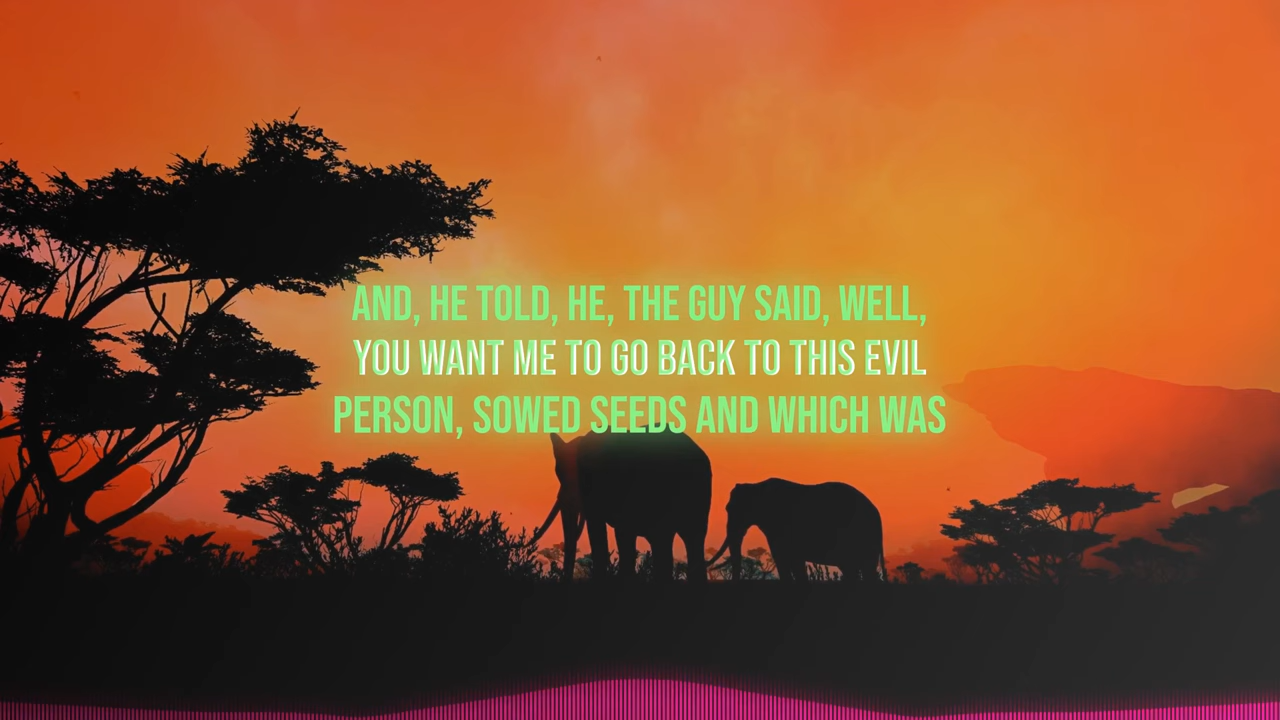 AND, HE TOLD, HE, THE GUY SAID, WELL,
YOU WANT ME TO GO BACK TO THIS EVIL
PERSON, SOWED SEEDS AND WHICH WAS